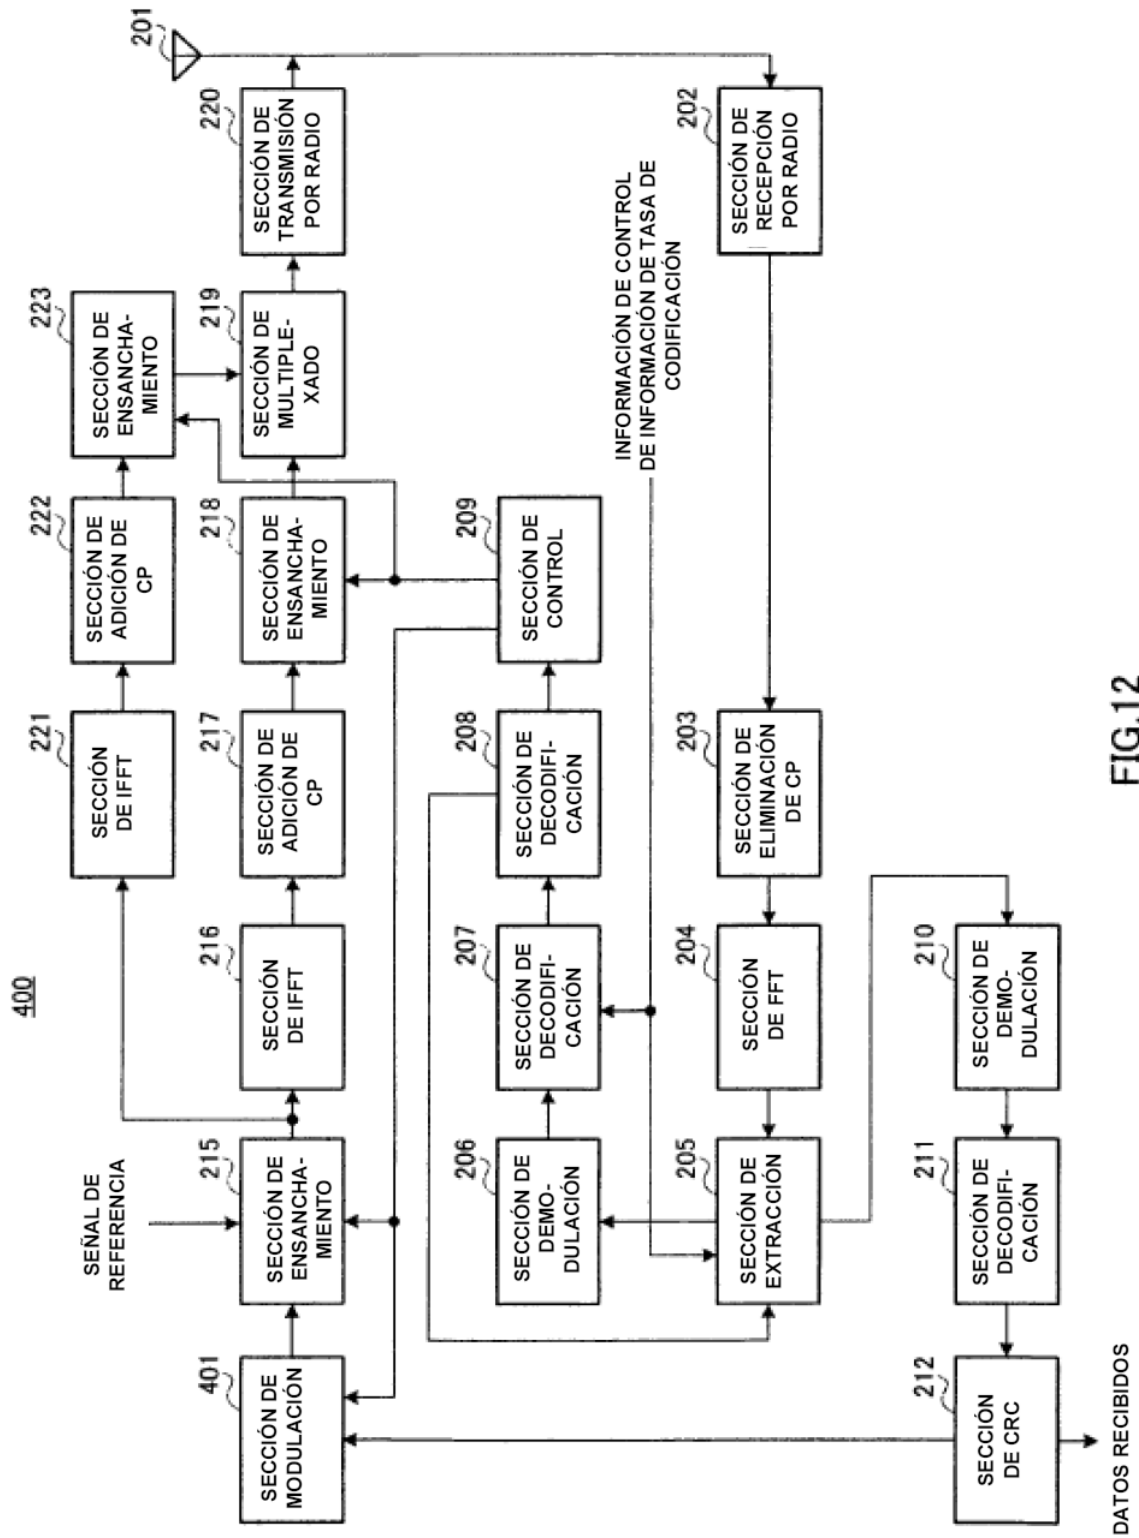 400
SEÑAL DE
REFERENCIA
401
SECCIÓN DE
MODULACIÓN
215
SECCIÓN DE
ENSANCHA-
MIENTO
221
SECCIÓN
DE IFFT
222
SECCIÓN DE
ADICIÓN DE
CP
223
SECCIÓN DE
ENSANCHA-
MIENTO
201
216
SECCIÓN
DE IFFT
217
SECCIÓN DE
ADICIÓN DE
CP
218
SECCIÓN DE
ENSANCHA-
MIENTO
219
SECCIÓN DE
MULTIPLE-
XADO
220
SECCIÓN DE
TRANSMISIÓN
POR RADIO
206
SECCIÓN DE
DEMO-
DULACIÓN
207
SECCIÓN DE
DECODIFI-
CACIÓN
208
SECCIÓN DE
DECODIFI-
CACIÓN
209
SECCIÓN DE
CONTROL
INFORMACIÓN DE CONTROL
DE INFORMACIÓN DE TASA DE
CODIFICACIÓN
205
SECCIÓN DE
EXTRACCIÓN
204
SECCIÓN
DE FFT
203
SECCIÓN DE
ELIMINACIÓN
DE CP
202
SECCIÓN DE
RECEPCIÓN
POR RADIO
212
SECCIÓN
DE CRC
211
SECCIÓN DE
DECODIFI-
CACIÓN
210
SECCIÓN DE
DEMO-
DULACIÓN
DATOS RECIBIDOS
FIG.12